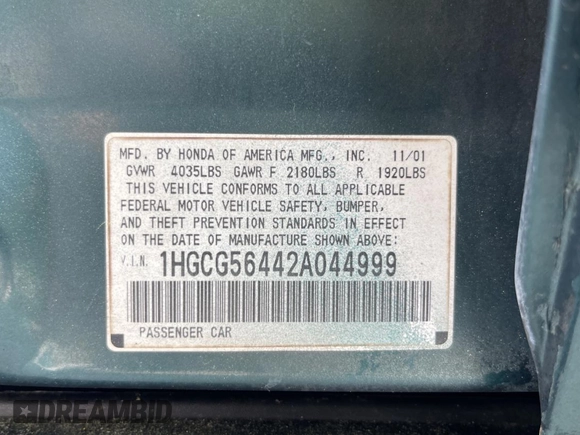 MFD. BY HONDA OF AMERICA MFG., INC. 11/01
GVWR 4035LBS GAWR F 2180LBS R 1920LBS
THIS VEHICLE CONFORMS TO ALL APPLICABLE
FEDERAL MOTOR VEHICLE SAFETY, BUMPER,
AND THEFT PREVENTION STANDARDS IN EFFECT
ON THE DATE OF MANUFACTURE SHOWN ABOVE:
V.I.N. 1HGCG56442A044999
PASSENGER CAR
DREAMBID